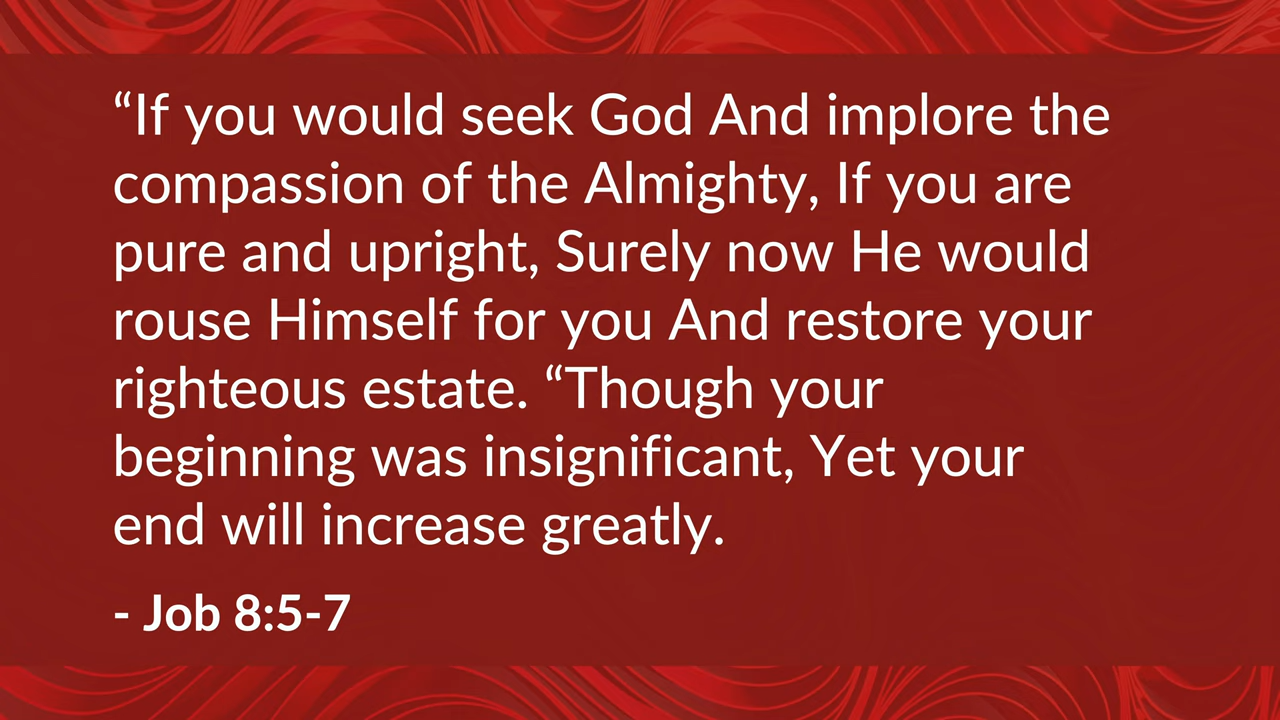 “If you would seek God And implore the
compassion of the Almighty, If you are
pure and upright, Surely now He would
rouse Himself for you And restore your
righteous estate. “Though your
beginning was insignificant, Yet your
end will increase greatly.
- Job 8:5-7